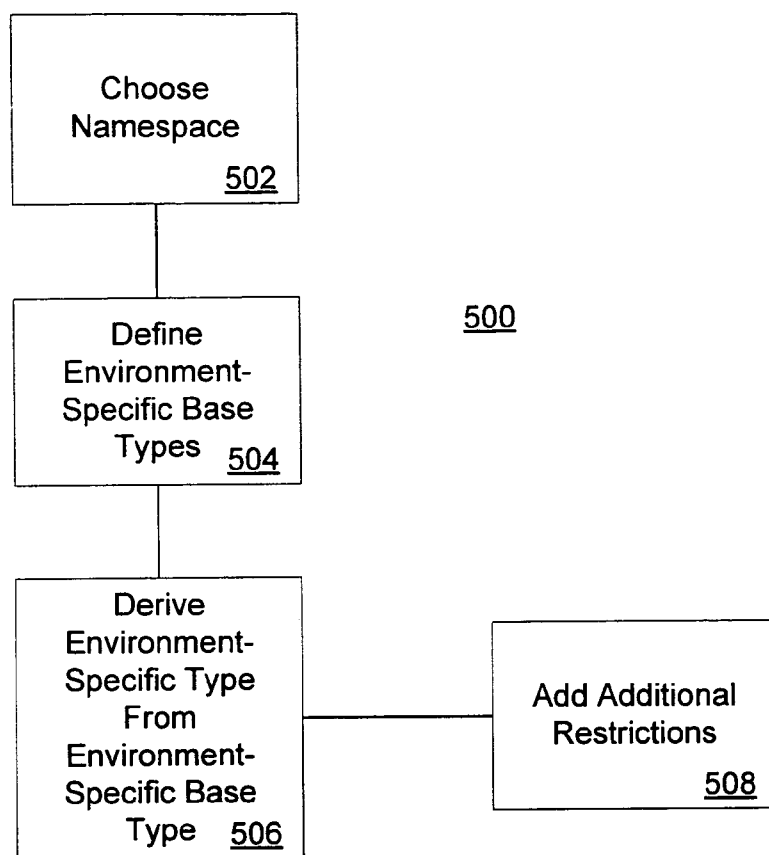 Choose
Namespace
502
Define
Environment-
Specific Base
Types 504
500
Derive
Environment-
Specific Type
From
Environment-
Specific Base
Type 506
Add Additional
Restrictions
508